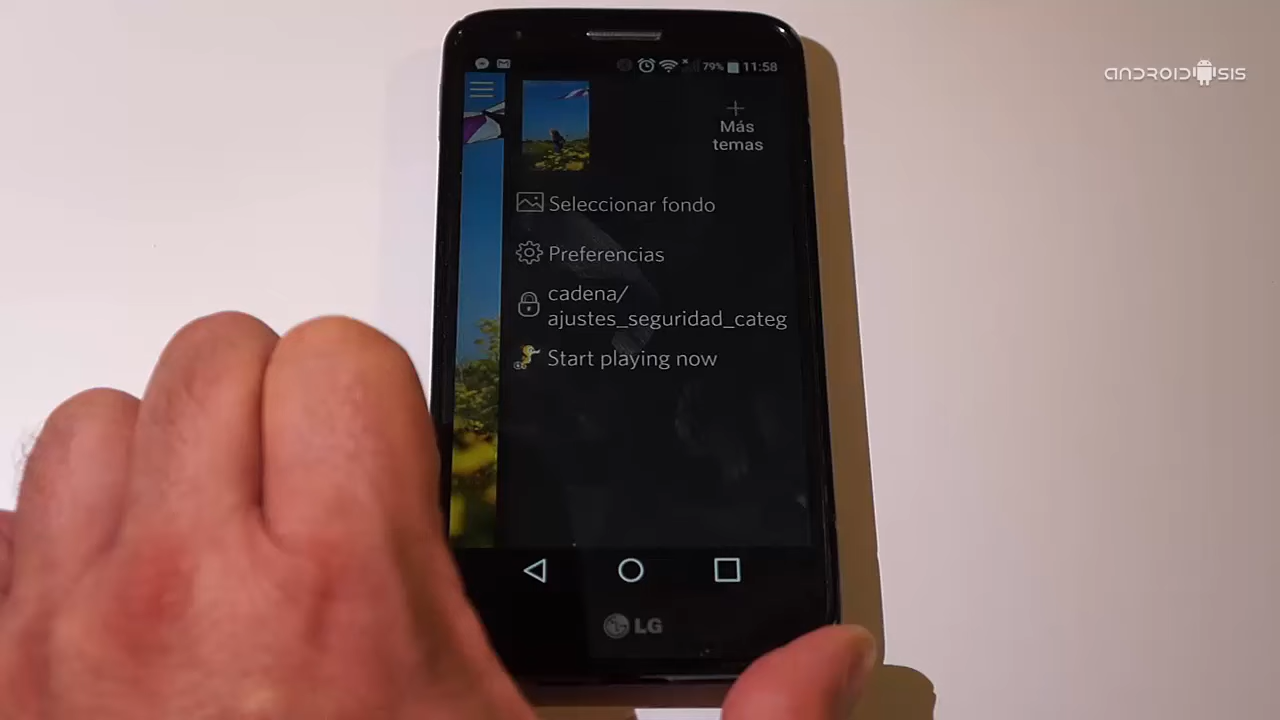 ANDROIDSIS
79% 11:58
Más
temas
Seleccionar fondo
Preferencias
cadena/
ajustes_seguridad_categ
Start playing now
LG